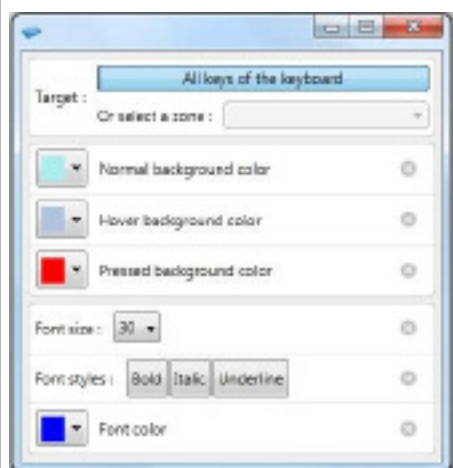 All keys of the keyboard
Target :
Or select a zone :
Normal background color
Hover background color
Pressed background color
Font size : 30
Font styles : Bold Italic Underline
Font color